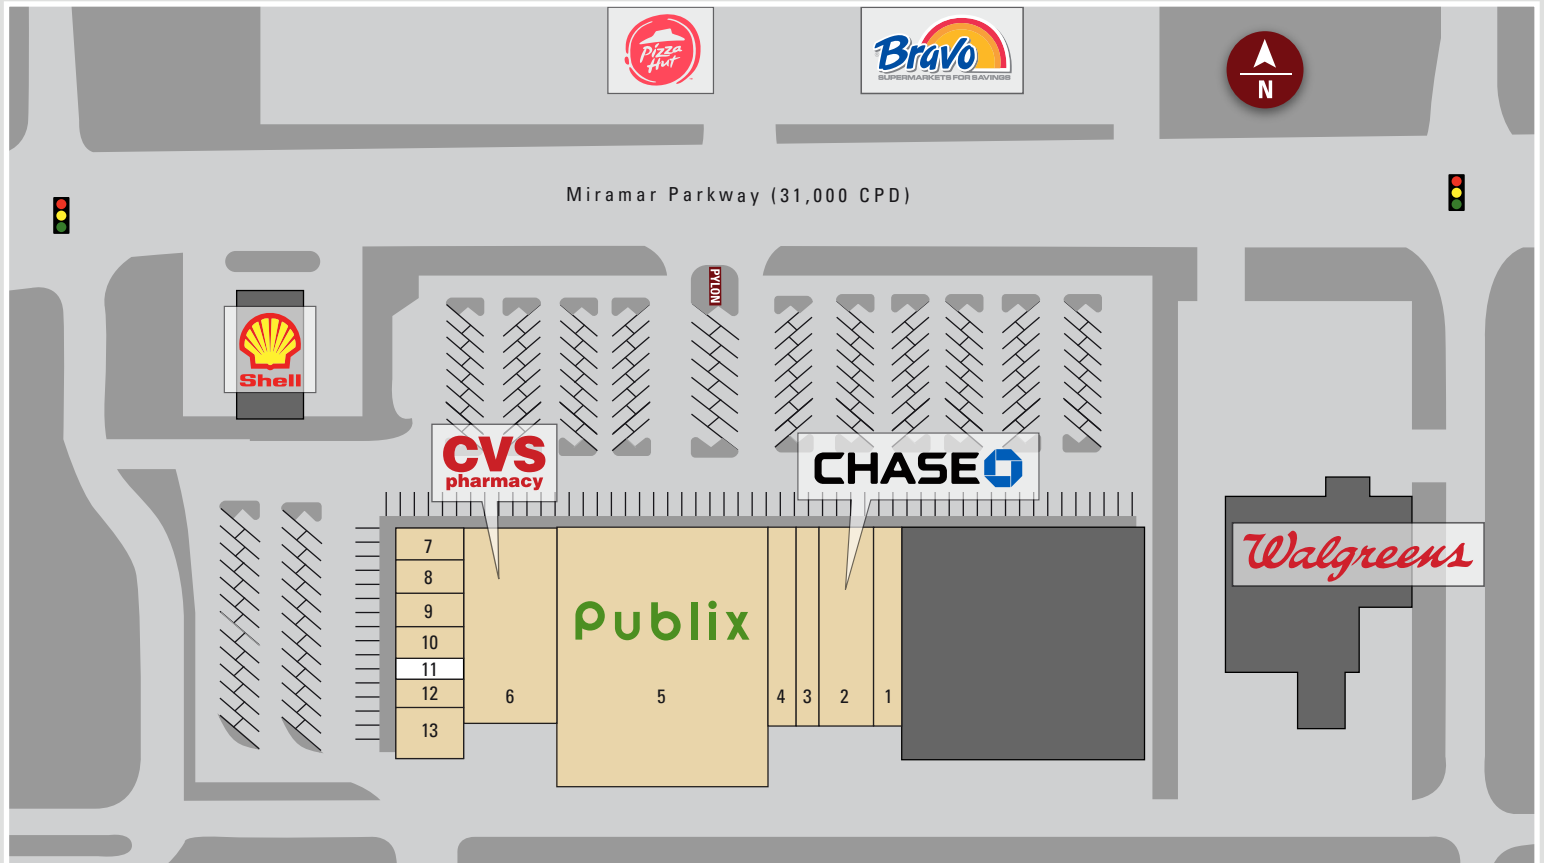 Pizza
Hut
Bravo
SUPERMARKETS FOR SAVINGS
N
Miramar Parkway (31,000 CPD)
PYLON
Shell
CVS
pharmacy
CHASE
Walgreens
Publix
7
8
9
10
11
12
13
6
5
4
3
2
1